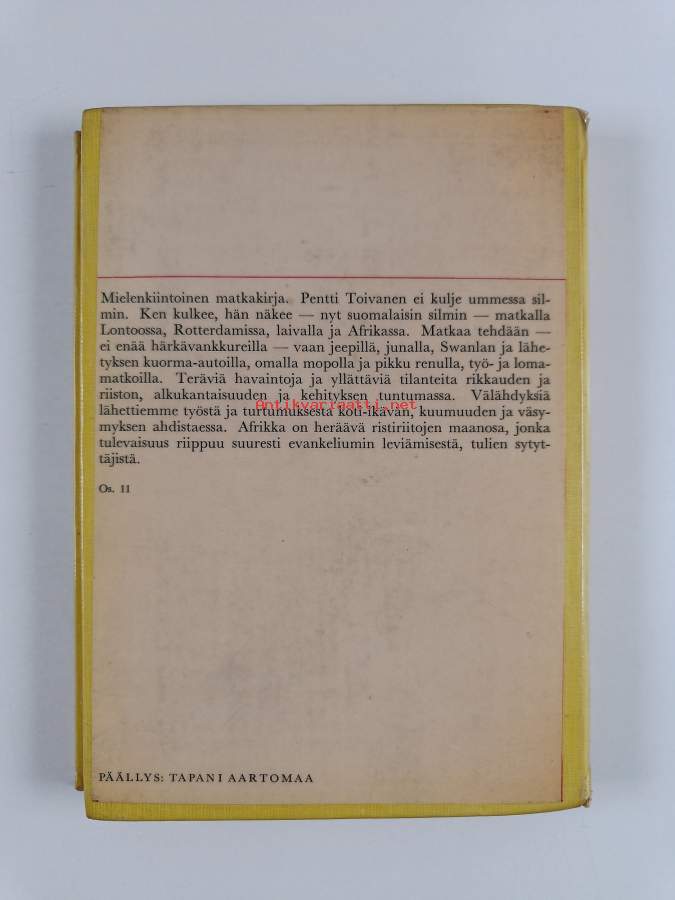 Mielenkiintoinen matkakirja. Pentti Toivanen ei kulje ummessa sil-
min. Ken kulkee, hän näkee — nyt suomalaisin silmin — matkalla
Lontoossa, Rotterdamissa, laivalla ja Afrikassa. Matkaa tehdään —
ei enää härkävankkureilla — vaan jeepillä, junalla, Swanlan ja lähe-
tyksen kuorma-autoilla, omalla mopolla ja pikku renulla, työ- ja loma-
matkoilla. Teräviä havaintoja ja yllättäviä tilanteita rikkauden ja
riiston, alkukantaisuuden ja kehityksen tuntumassa. Välähdyksiä
Antikvariaatti.net
lähettiemme työstä ja tuttumuksesta koti-ikävän, kuumuuden ja väsy-
myksen ahdistaessa. Afrikka on heräävä ristiriitojen maanosa, jonka
tulevaisuus riippuu suuresti evankeliumin leviämisestä, tulien sytyt-
täjistä.
Os. 11
PÄÄLLYS: TAPANI AARTOMAA